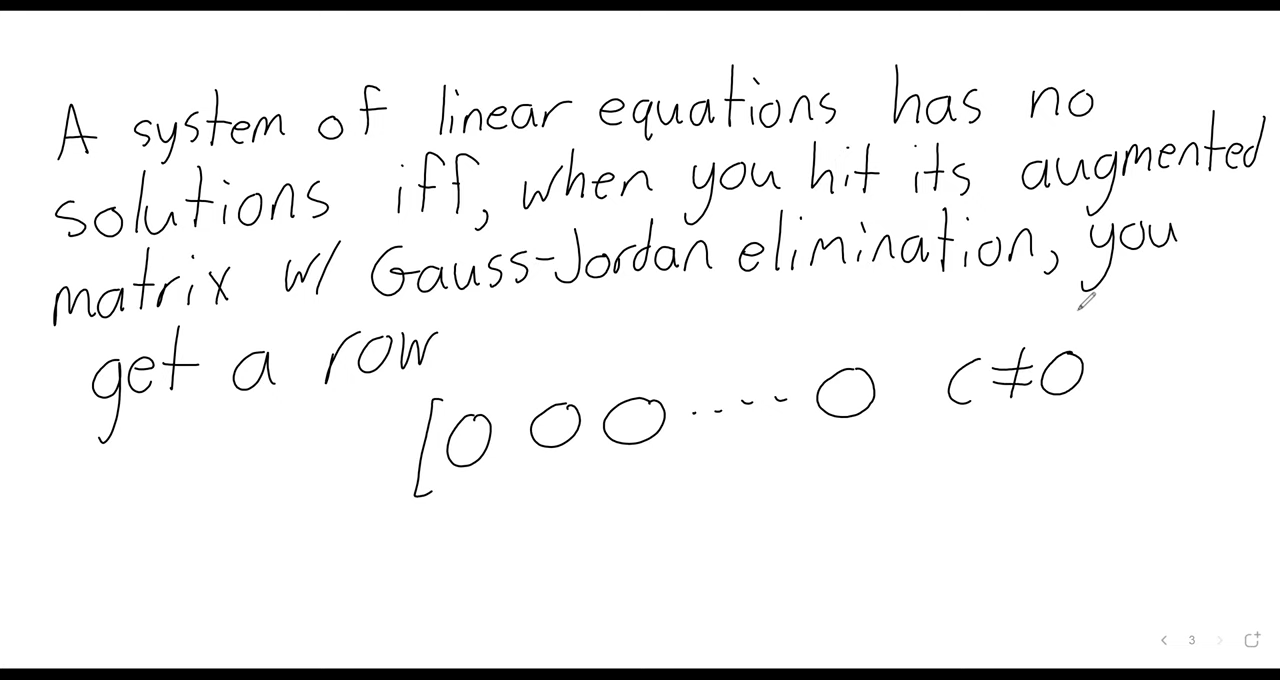 A system of linear equations has no
solutions iff, when you hit its augmented
matrix w/ Gauss-Jordan elimination, you
get a row
[0 0 0 .... 0 C≠0
3